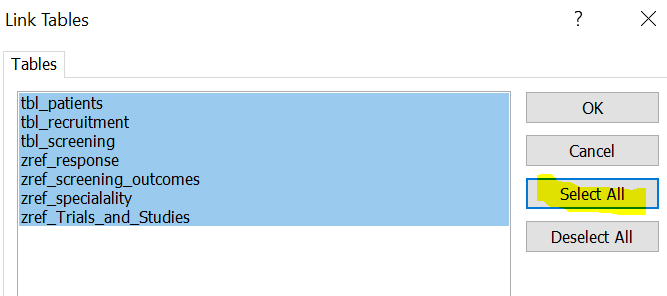 Link Tables
?
Tables
tbl_patients
tbl_recruitment
tbl_screening
zref_response
zref_screening_outcomes
zref_specialality
zref_Trials_and_Studies
OK
Cancel
Select All
Deselect All